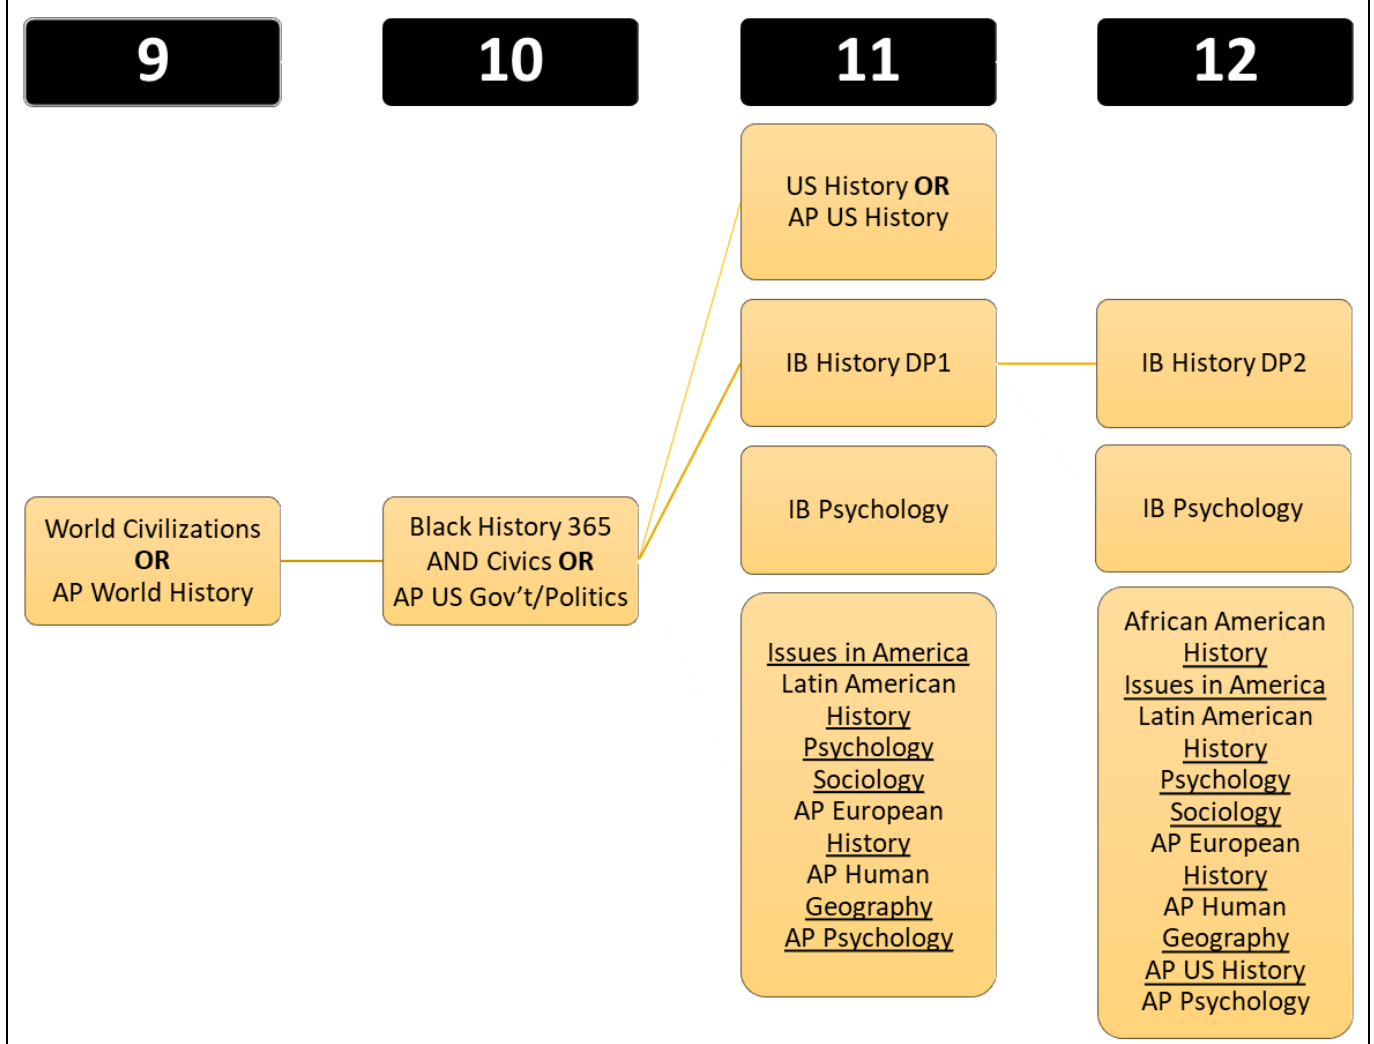 9
10
11
12
World Civilizations
OR
AP World History
Black History 365
AND Civics OR
AP US Gov't/Politics
US History OR
AP US History
IB History DP1
IB Psychology
Issues in America
Latin American
History
Psychology
Sociology
AP European
History
AP Human
Geography
AP Psychology
IB History DP2
IB Psychology
African American
History
Issues in America
Latin American
History
Psychology
Sociology
AP European
History
AP Human
Geography
AP US History
AP Psychology